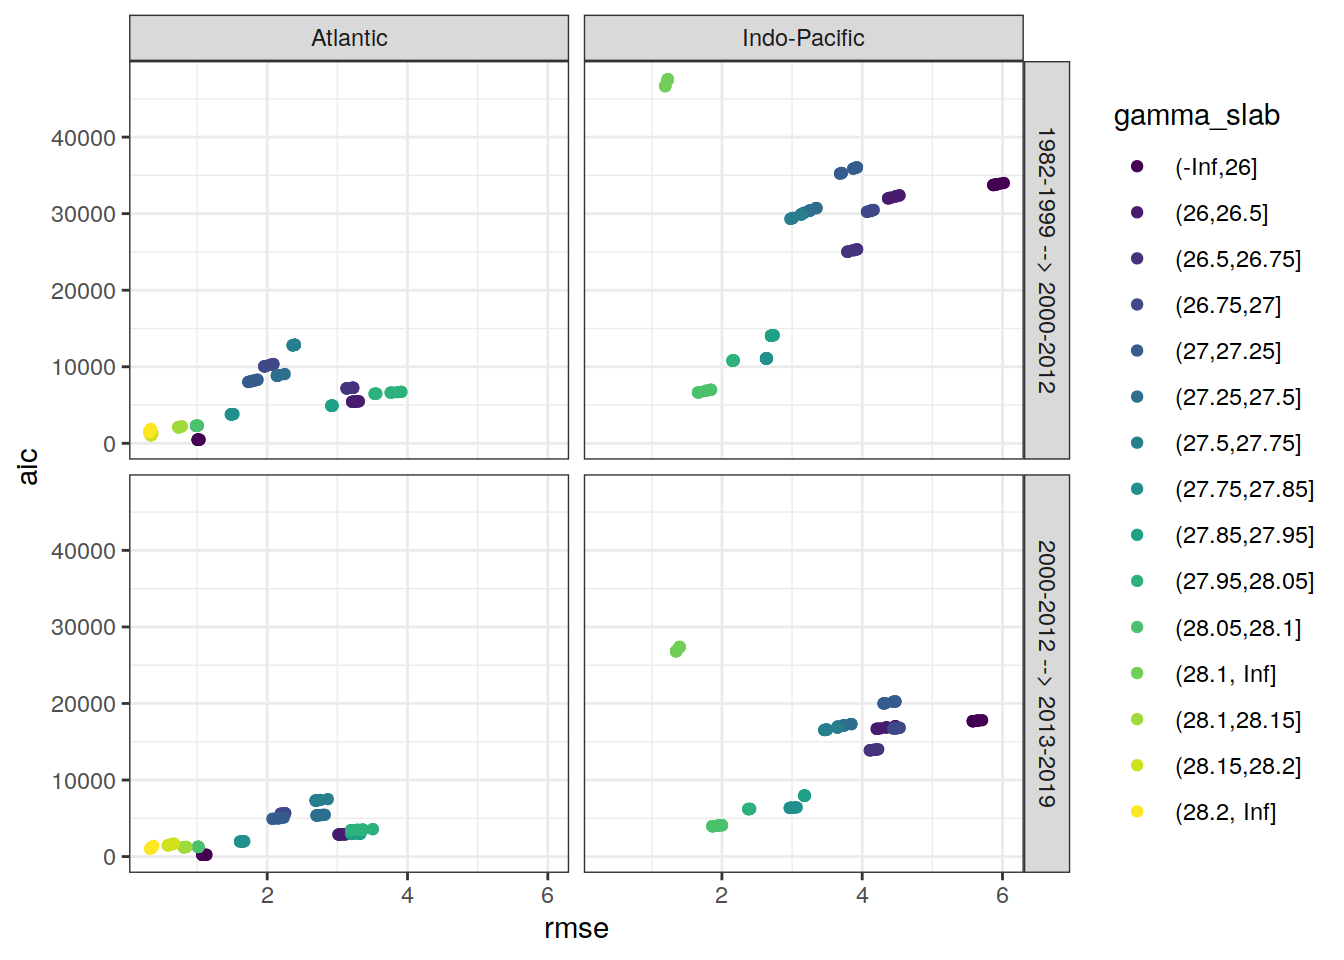 Atlantic
Indo-Pacific
40000
30000
20000
10000
0
1982-1999 --> 2000-2012
40000
30000
20000
10000
0
2000-2012 --> 2013-2019
2
4
6
2
4
6
rmse
aic
gamma_slab
(-Inf,26]
(26,26.5]
(26.5,26.75]
(26.75,27]
(27,27.25]
(27.25,27.5]
(27.5,27.75]
(27.75,27.85]
(27.85,27.95]
(27.95,28.05]
(28.05,28.1]
(28.1, Inf]
(28.1,28.15]
(28.15,28.2]
(28.2, Inf]